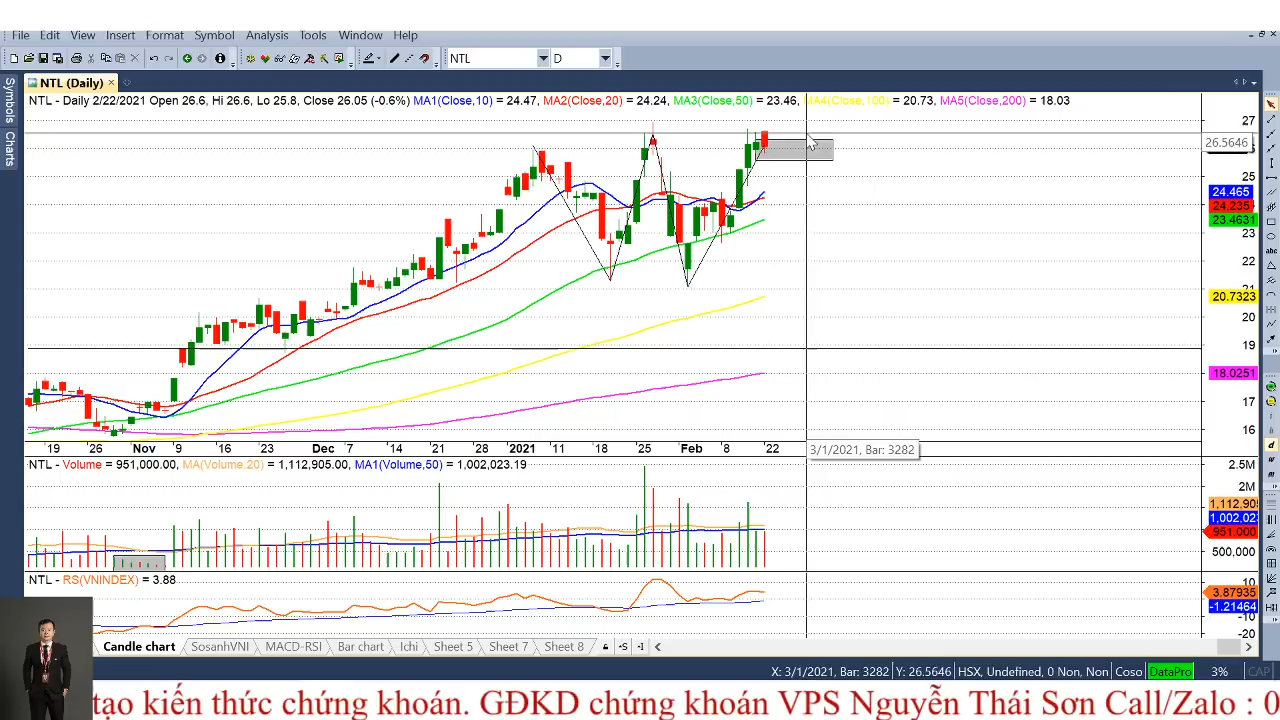 File Edit View Insert Format Symbol Analysis Tools Window Help
NTL D
NTL (Daily)
Symbols
Charts
NTL - Daily 2/22/2021 Open 26.6, Hi 26.6, Lo 25.8, Close 26.05 (-0.6%) MA1(Close,10) = 24.47, MA2(Close,20) = 24.24, MA3(Close,50) = 23.46, MA4(Close,100) = 20.73, MA5(Close,200) = 18.03
27
26.5646
25
24.465
24.235
23.4631
23
22
21
20.7323
20
19
18.0251
17
16
19 26 Nov 9 16 23 Dec 7 14 21 28 2021 11 18 25 Feb 8 22
3/1/2021, Bar: 3282
NTL - Volume = 951,000.00, MA(Volume,20) = 1,112,905.00, MA1(Volume,50) = 1,002,023.19
2.5M
2M
1,112,905
1,002,023
951,000
500,000
NTL - RS(VNINDEX) = 3.88
10
3.87935
-1.21464
-10
-20
Candle chart SosanhVNI MACD-RSI Bar chart Ichi Sheet 5 Sheet 7 Sheet 8
X: 3/1/2021, Bar: 3282 Y: 26.5646 HSX, Undefined, 0 Non, Non Coso DataPro 3% CAP
tạo kiến thức chứng khoán. GĐKD chứng khoán VPS Nguyễn Thái Sơn Call/Zalo : 0